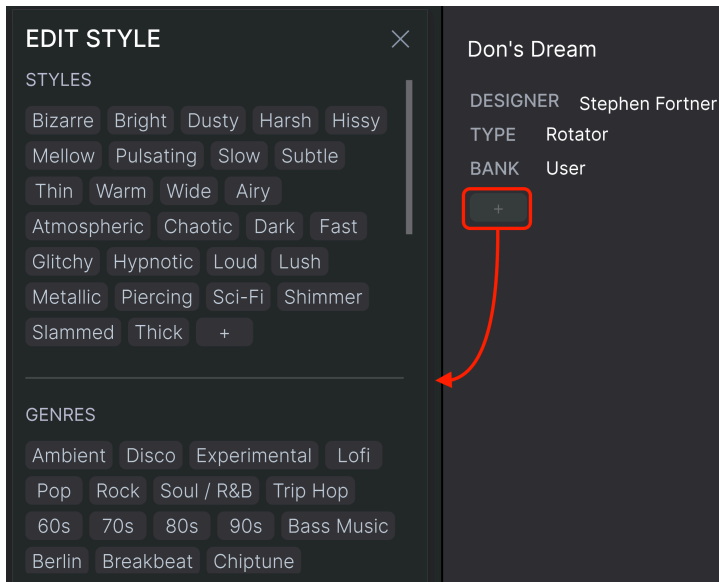 EDIT STYLE
STYLES
Bizarre Bright Dusty Harsh Hissy
Mellow Pulsating Slow Subtle
Thin Warm Wide Airy
Atmospheric Chaotic Dark Fast
Glitchy Hypnotic Loud Lush
Metallic Piercing Sci-Fi Shimmer
Slammed Thick +
GENRES
Ambient Disco Experimental Lofi
Pop Rock Soul / R&B Trip Hop
60s 70s 80s 90s Bass Music
Berlin Breakbeat Chiptune
Don's Dream
DESIGNER Stephen Fortner
TYPE Rotator
BANK User
+